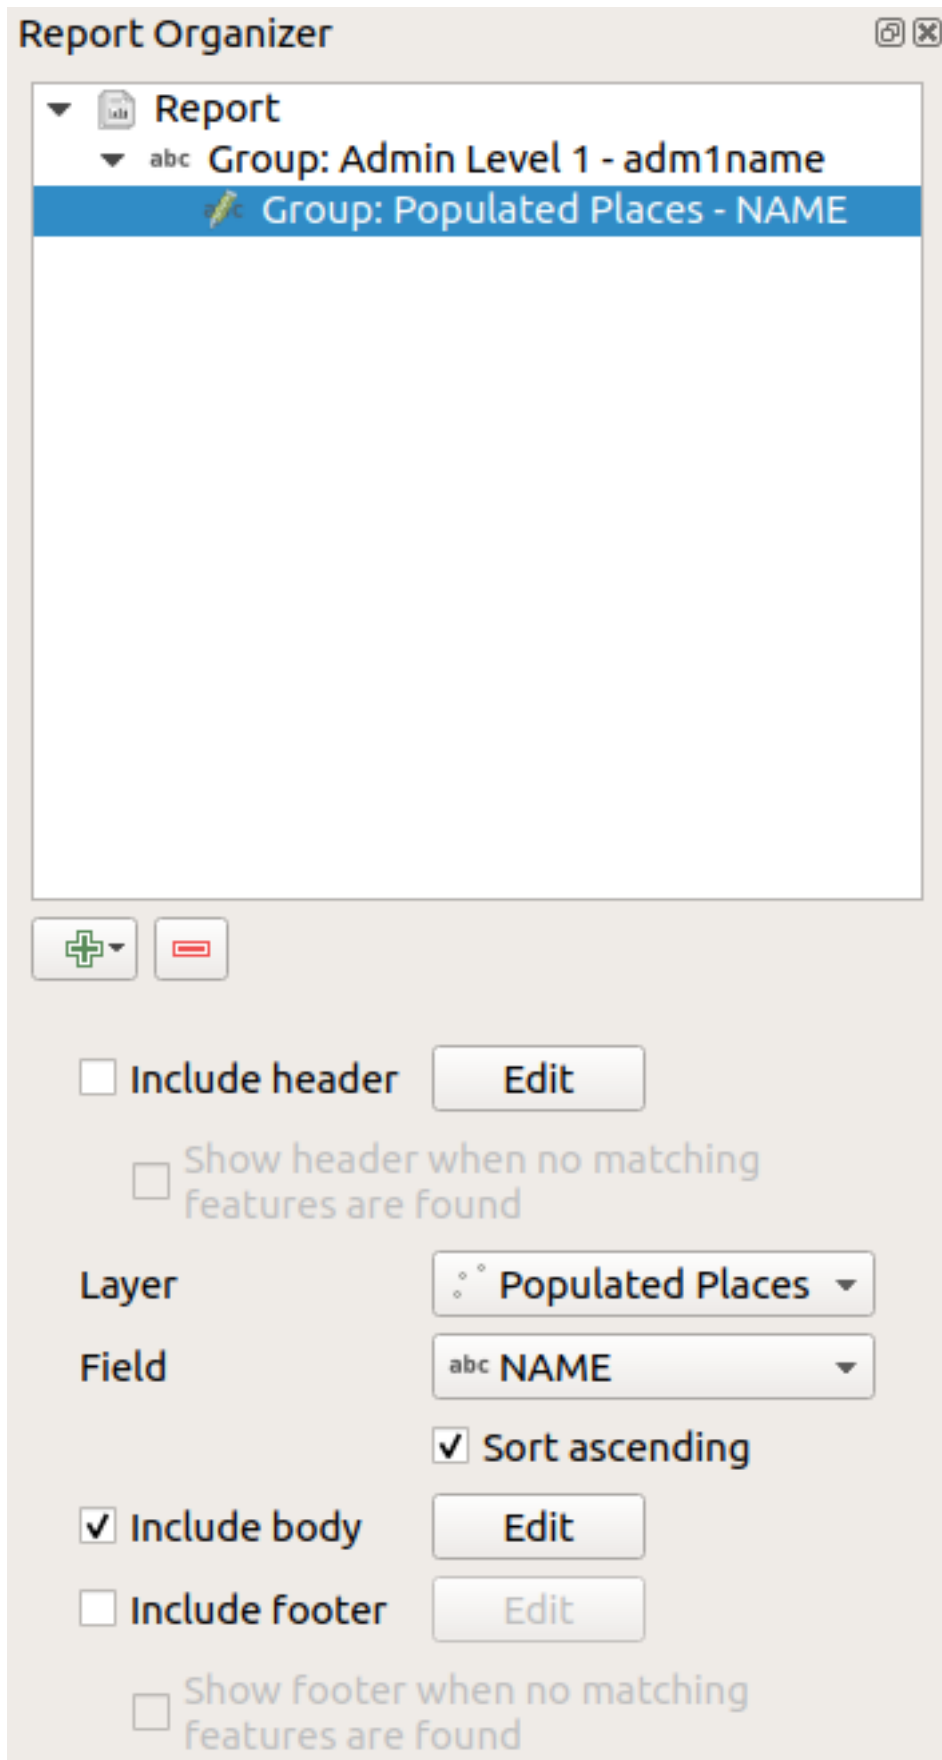 Report Organizer
Report
abc Group: Admin Level 1 - adm1name
Group: Populated Places - NAME
Include header Edit
Show header when no matching
features are found
Layer Populated Places
Field abc NAME
Sort ascending
Include body Edit
Include footer Edit
Show footer when no matching
features are found